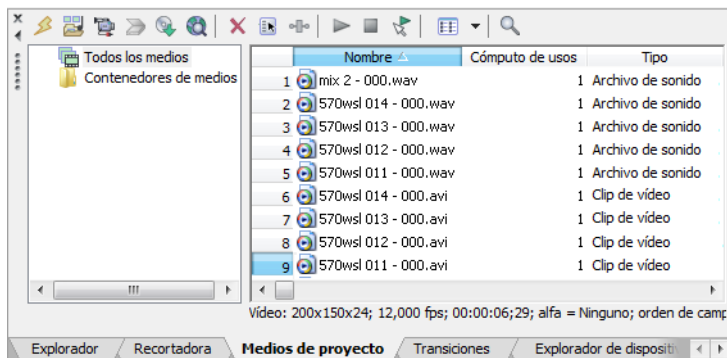 Todos los medios
Contenedores de medios
Nombre Cómputo de usos Tipo
1 mix 2 - 000.wav 1 Archivo de sonido
2 570wsl 014 - 000.wav 1 Archivo de sonido
3 570wsl 013 - 000.wav 1 Archivo de sonido
4 570wsl 012 - 000.wav 1 Archivo de sonido
5 570wsl 011 - 000.wav 1 Archivo de sonido
6 570wsl 014 - 000.avi 1 Clip de vídeo
7 570wsl 013 - 000.avi 1 Clip de vídeo
8 570wsl 012 - 000.avi 1 Clip de vídeo
9 570wsl 011 - 000.avi 1 Clip de vídeo
Vídeo: 200x150x24; 12,000 fps; 00:00:06;29; alfa = Ninguno; orden de camp
Explorador Recortadora Medios de proyecto Transiciones Explorador de dispositiv